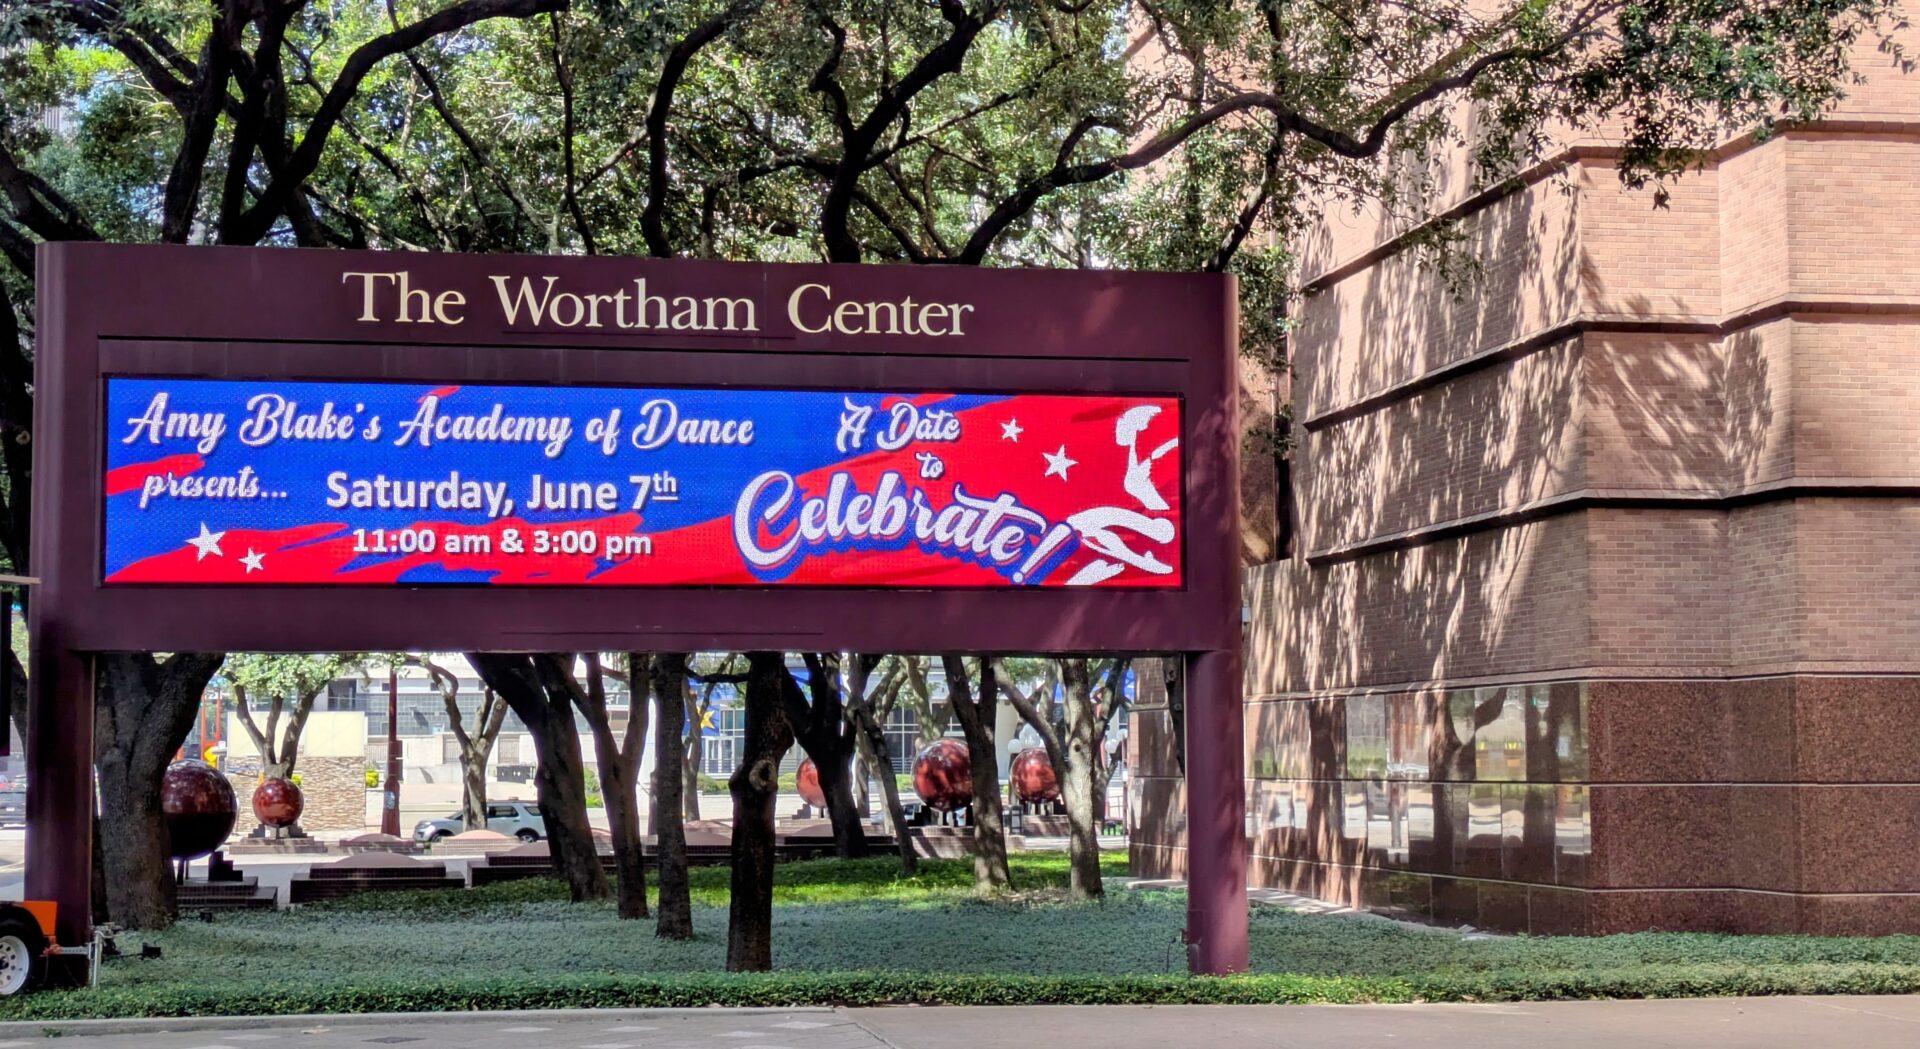 The Wortham Center
Amy Blake's Academy of Dance
presents...
Saturday, June 7th
11:00 am & 3:00 pm
A Date
to
Celebrate!